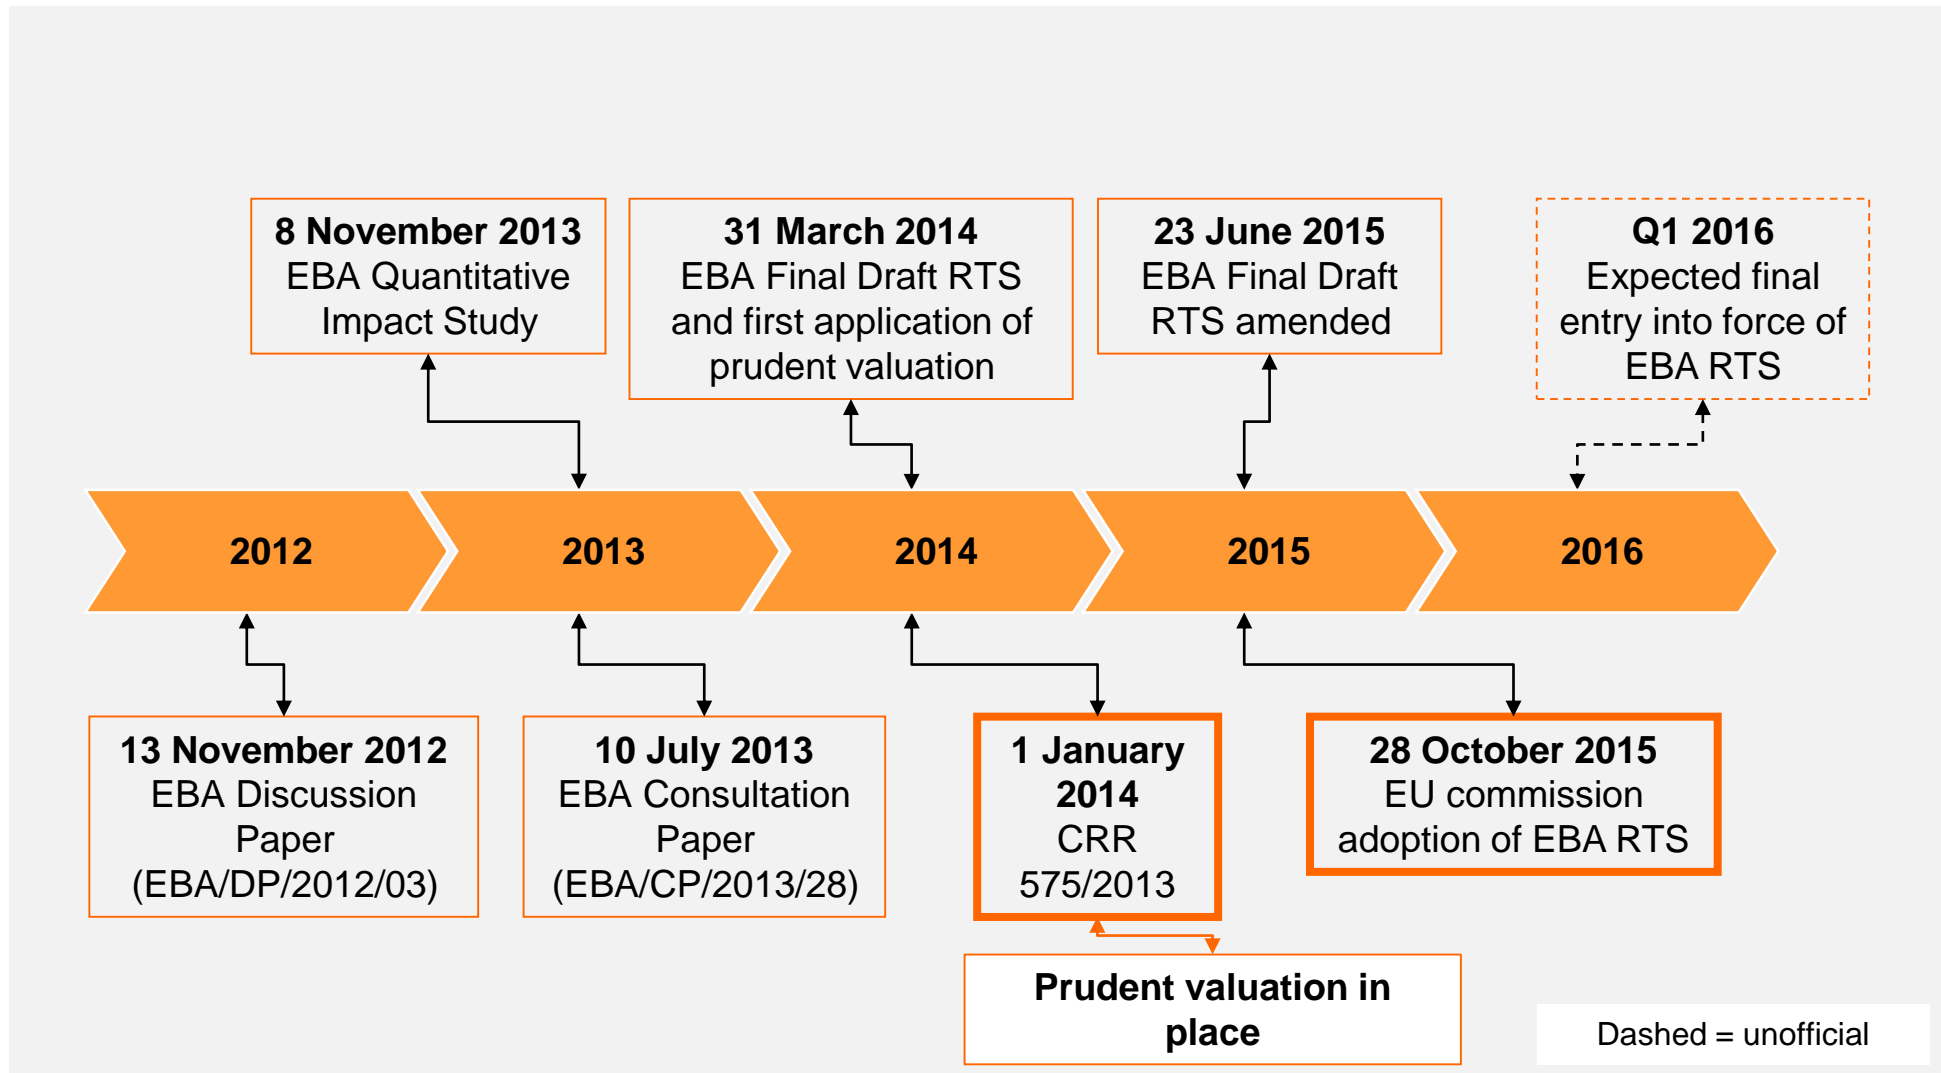 8 November 2013
EBA Quantitative
Impact Study
31 March 2014
EBA Final Draft RTS
and first application of
prudent valuation
23 June 2015
EBA Final Draft
RTS amended
Q1 2016
Expected final
entry into force of
EBA RTS
2012
2013
2014
2015
2016
13 November 2012
EBA Discussion
Paper
(EBA/DP/2012/03)
10 July 2013
EBA Consultation
Paper
(EBA/CP/2013/28)
1 January
2014
CRR
575/2013
28 October 2015
EU commission
adoption of EBA RTS
Prudent valuation in
place
Dashed = unofficial